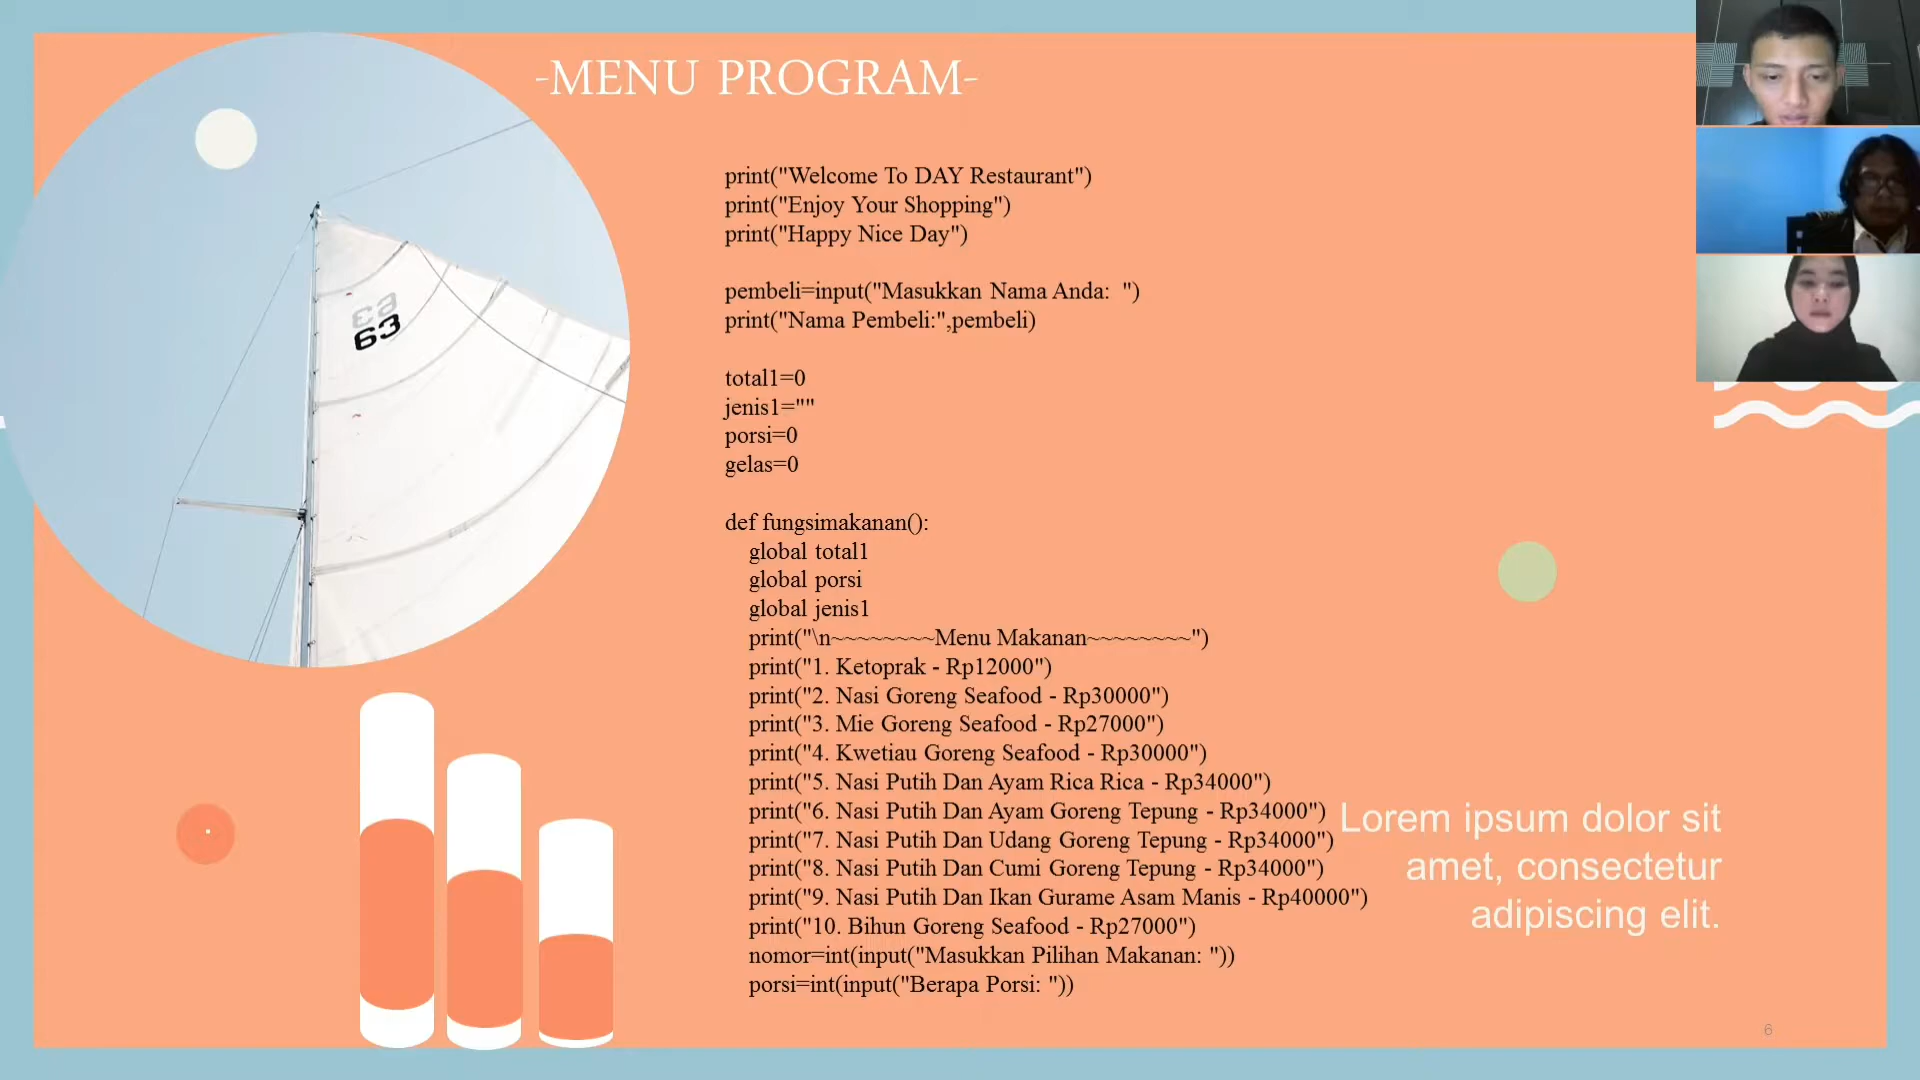 -MENU PROGRAM-
63
print("Welcome To DAY Restaurant")
print("Enjoy Your Shopping")
print("Happy Nice Day")
pembeli=input("Masukkan Nama Anda:  ")
print("Nama Pembeli:",pembeli)
total1=0
jenis1=""
porsi=0
gelas=0
def fungsimakanan():
    global total1
    global porsi
    global jenis1
    print("\n~~~~~~~~Menu Makanan~~~~~~~~")
    print("1. Ketoprak - Rp12000")
    print("2. Nasi Goreng Seafood - Rp30000")
    print("3. Mie Goreng Seafood - Rp27000")
    print("4. Kwetiau Goreng Seafood - Rp30000")
    print("5. Nasi Putih Dan Ayam Rica Rica - Rp34000")
    print("6. Nasi Putih Dan Ayam Goreng Tepung - Rp34000")
    print("7. Nasi Putih Dan Udang Goreng Tepung - Rp34000")
    print("8. Nasi Putih Dan Cumi Goreng Tepung - Rp34000")
    print("9. Nasi Putih Dan Ikan Gurame Asam Manis - Rp40000")
    print("10. Bihun Goreng Seafood - Rp27000")
    nomor=int(input("Masukkan Pilihan Makanan: "))
    porsi=int(input("Berapa Porsi: "))
Lorem ipsum dolor sit
amet, consectetur
adipiscing elit.
6